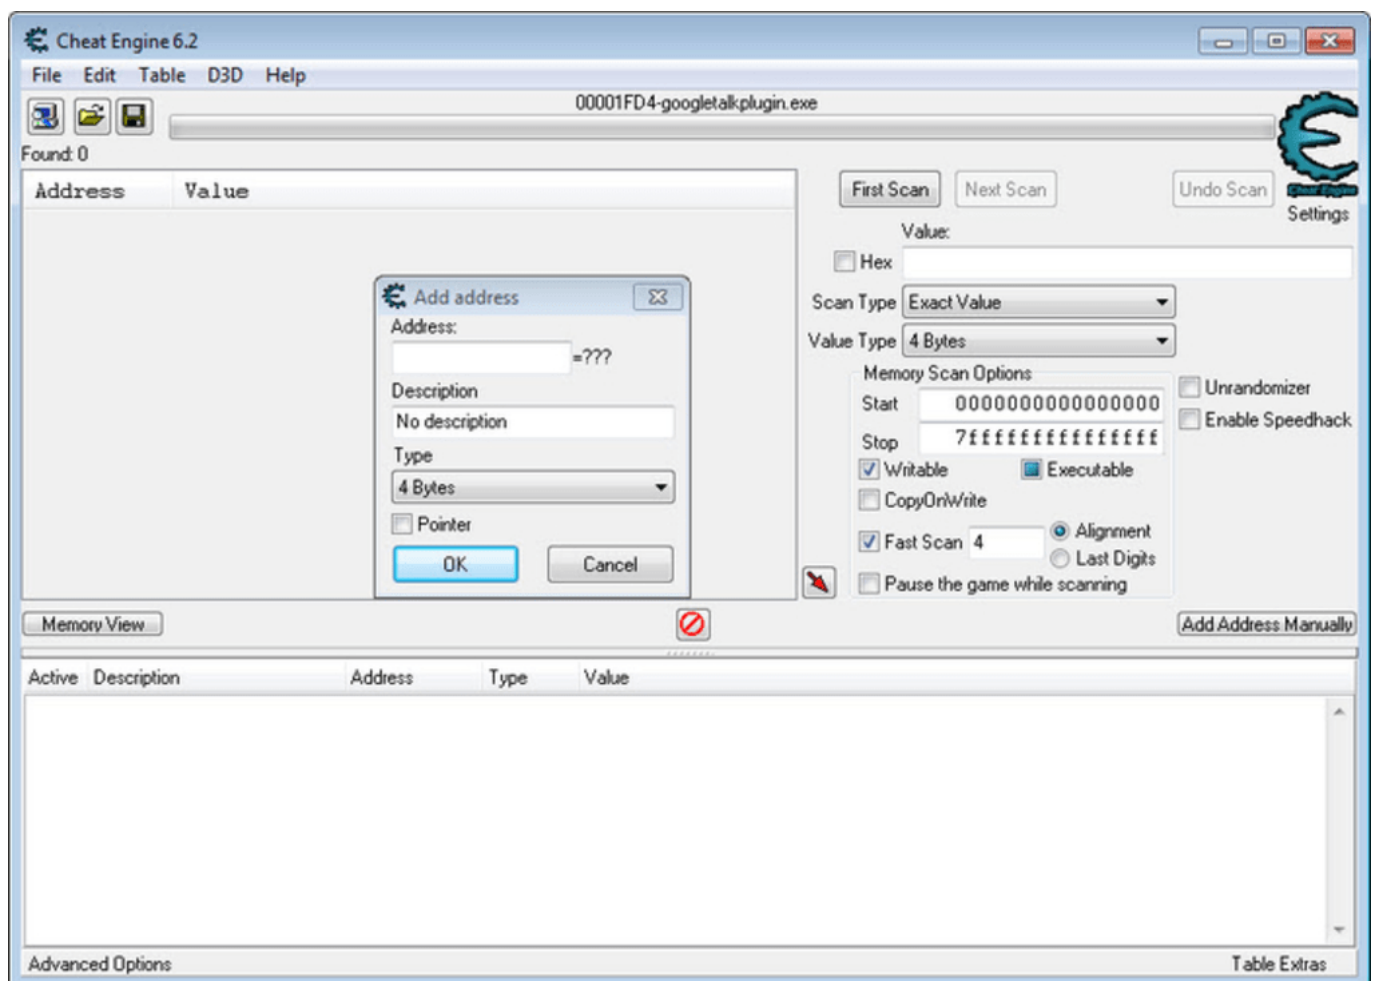 Cheat Engine 6.2
File Edit Table D3D Help
00001FD4-googletalkplugin.exe
Found: 0
Address Value
First Scan Next Scan Undo Scan
Cheat Engine
Settings
Value:
Hex
Scan Type Exact Value
Value Type 4 Bytes
Memory Scan Options
Start 0000000000000000
Stop 7fffffffffffffff
Writable Executable
CopyOnWrite
Fast Scan 4 Alignment
Last Digits
Pause the game while scanning
Unrandomizer
Enable Speedhack
Add address
Address:
=???
Description
No description
Type
4 Bytes
Pointer
OK Cancel
Memory View Add Address Manually
Active Description Address Type Value
Advanced Options Table Extras